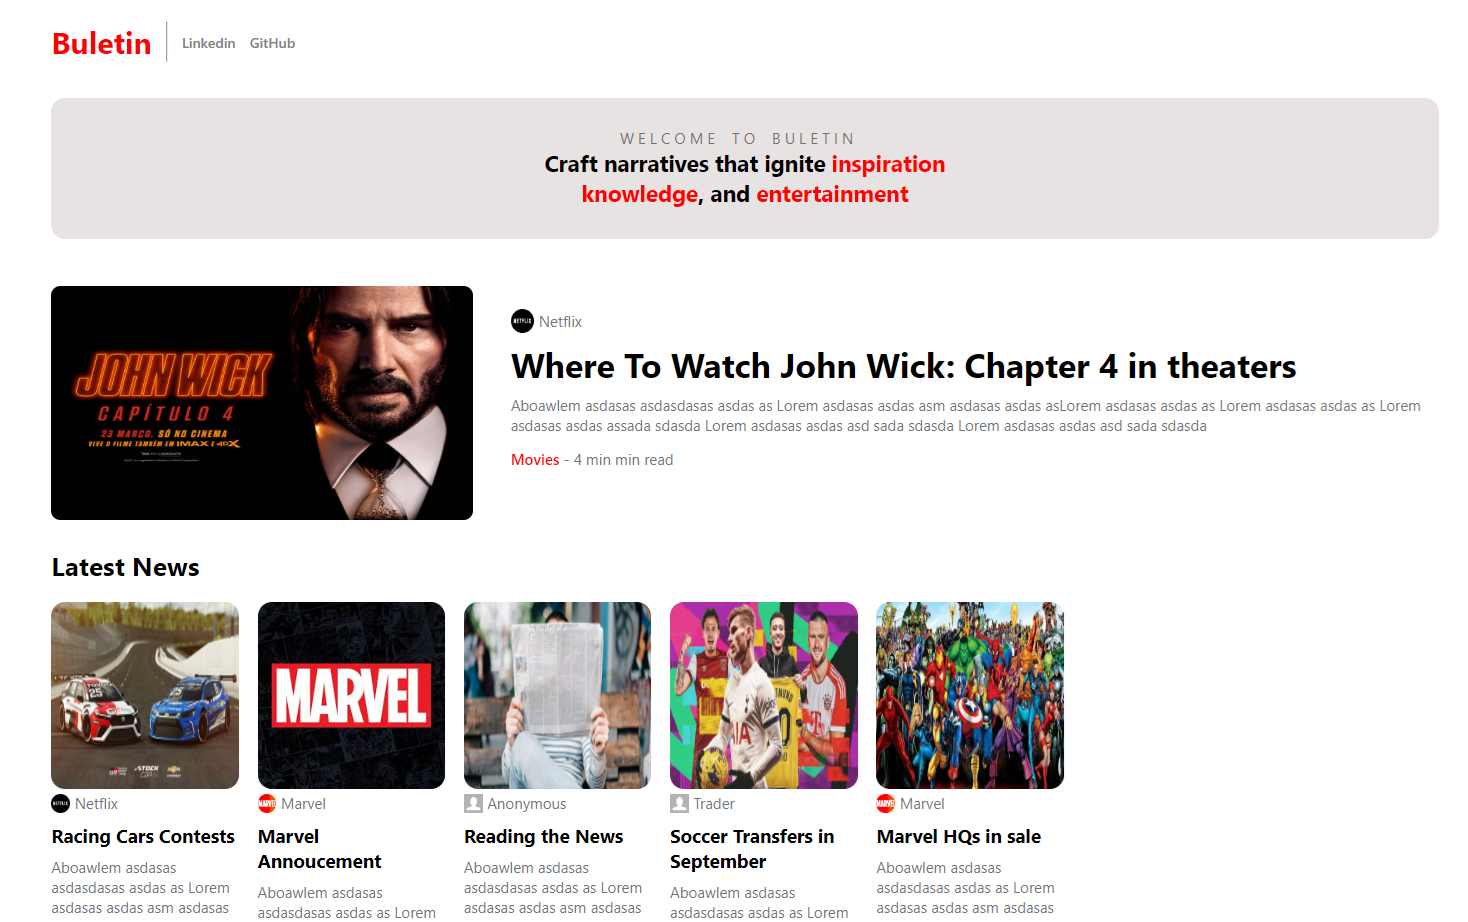 Buletin
Linkedin GitHub
WELCOME TO BULETIN
Craft narratives that ignite inspiration
knowledge, and entertainment
JOHN WICK
CAPÍTULO 4
23 MARÇO. SÓ NO CINEMA
VIVE O FILME TAMBÉM EM IMAX E 4DX
NETFLIX Netflix
Where To Watch John Wick: Chapter 4 in theaters
Aboawlem asdasas asdasdasas asdas as Lorem asdasas asdas asm asdasas asdas asLorem asdasas asdas as Lorem asdasas asdas as Lorem
asdasas asdas assada sdasda Lorem asdasas asdas asd sada sdasda Lorem asdasas asdas asd sada sdasda
Movies - 4 min min read
Latest News
25
STOCK
MARVEL
AIA
NETFLIX Netflix
MARVEL Marvel
Anonymous
Trader
MARVEL Marvel
Racing Cars Contests
Marvel
Annoucement
Reading the News
Soccer Transfers in
September
Marvel HQs in sale
Aboawlem asdasas
asdasdasas asdas as Lorem
asdasas asdas asm asdasas
Aboawlem asdasas
asdasdasas asdas as Lorem
Aboawlem asdasas
asdasdasas asdas as Lorem
asdasas asdas asm asdasas
Aboawlem asdasas
asdasdasas asdas as Lorem
Aboawlem asdasas
asdasdasas asdas as Lorem
asdasas asdas asm asdasas